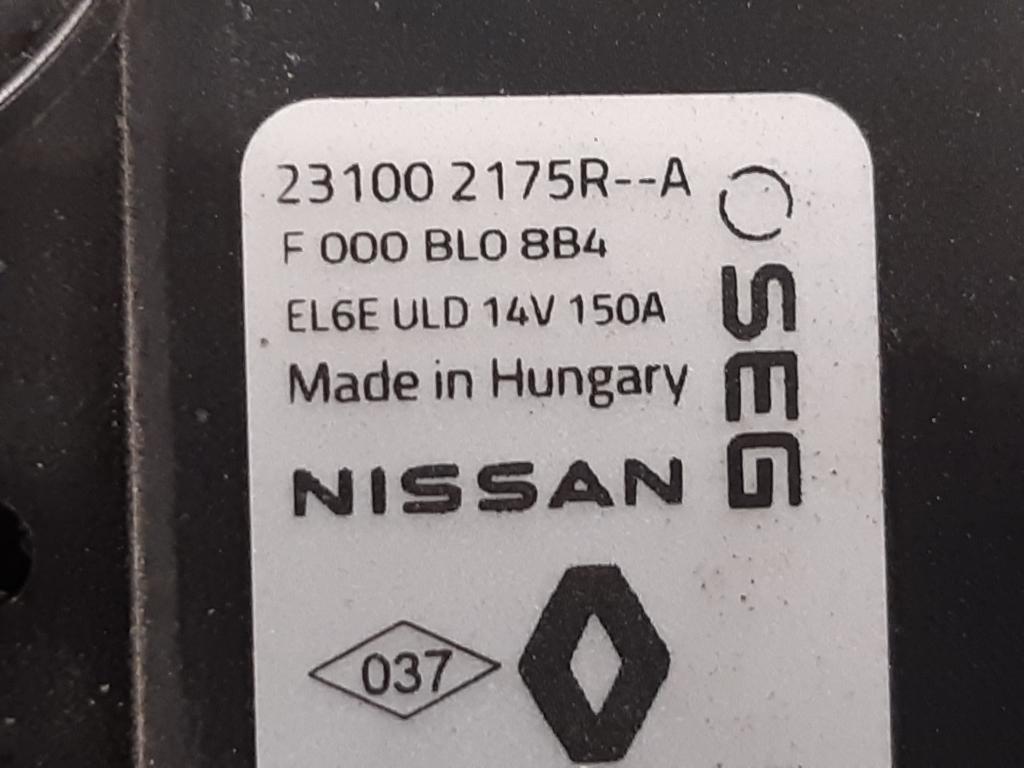 23100 2175R--A
F 000 BL0 8B4
EL6E ULD 14V 150A
Made in Hungary
NISSAN
037
SEG